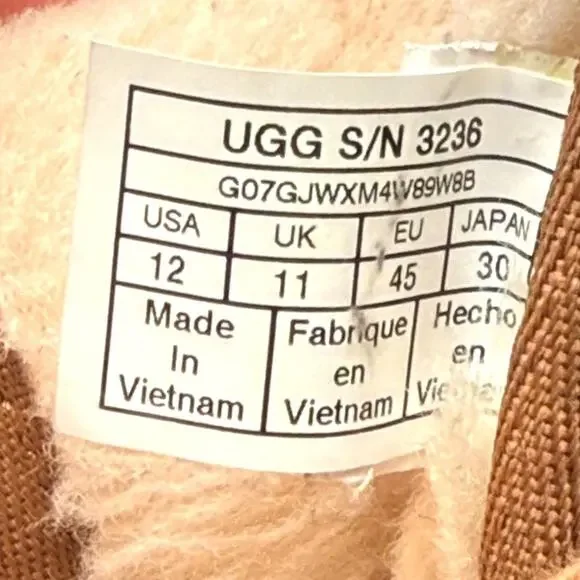 UGG S/N 3236
G07GJWXM4W89W8B
USA UK EU JAPAN
12 11 45 30
Made Fabrique Hecho
In en en
Vietnam Vietnam